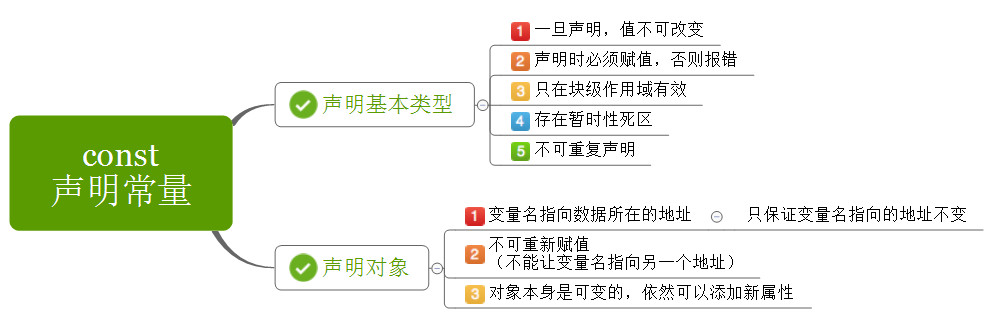 const
声明常量
声明基本类型
1 一旦声明，值不可改变
2 声明时必须赋值，否则报错
3 只在块级作用域有效
4 存在暂时性死区
5 不可重复声明
声明对象
1 变量名指向数据所在的地址
只保证变量名指向的地址不变
2 不可重新赋值
（不能让变量名指向另一个地址）
3 对象本身是可变的，依然可以添加新属性